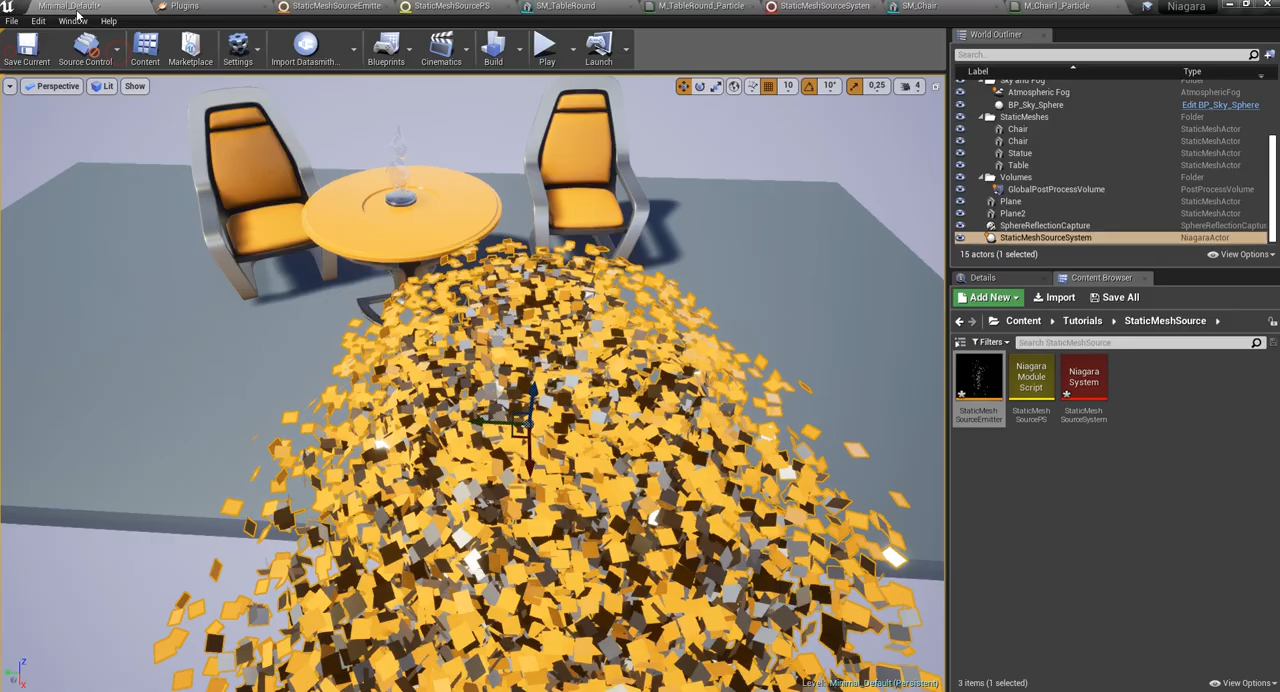 Minimal_Default*
Plugins
StaticMeshSourceEmitte
StaticMeshSourcePS
SM_TableRound
M_TableRound_Particle
StaticMeshSourceSysten
SM_Chair
M_Chair1_Particle
Niagara
File Edit Window Help
Save Current
Source Control
Content
Marketplace
Settings
Import Datasmith...
Blueprints
Cinematics
Build
Play
Launch
Perspective
Lit
Show
10
10°
0,25
4
World Outliner
Search...
Label
Type
Sky and Fog Folder
Atmospheric Fog AtmosphericFog
BP_Sky_Sphere Edit BP_Sky_Sphere
StaticMeshes Folder
Chair StaticMeshActor
Chair StaticMeshActor
Statue StaticMeshActor
Table StaticMeshActor
Volumes Folder
GlobalPostProcessVolume PostProcessVolume
Plane StaticMeshActor
Plane2 StaticMeshActor
SphereReflectionCapture SphereReflectionCaptur
StaticMeshSourceSystem NiagaraActor
15 actors (1 selected)
View Options
Details
Content Browser
Add New
Import
Save All
Content
Tutorials
StaticMeshSource
Filters
Search StaticMeshSource
Niagara
Module
Script
Niagara
System
StaticMesh
SourceEmitter
StaticMesh
SourcePS
StaticMesh
SourceSystem
Level: Minimal_Default (Persistent)
3 items (1 selected)
View Options
Z
X